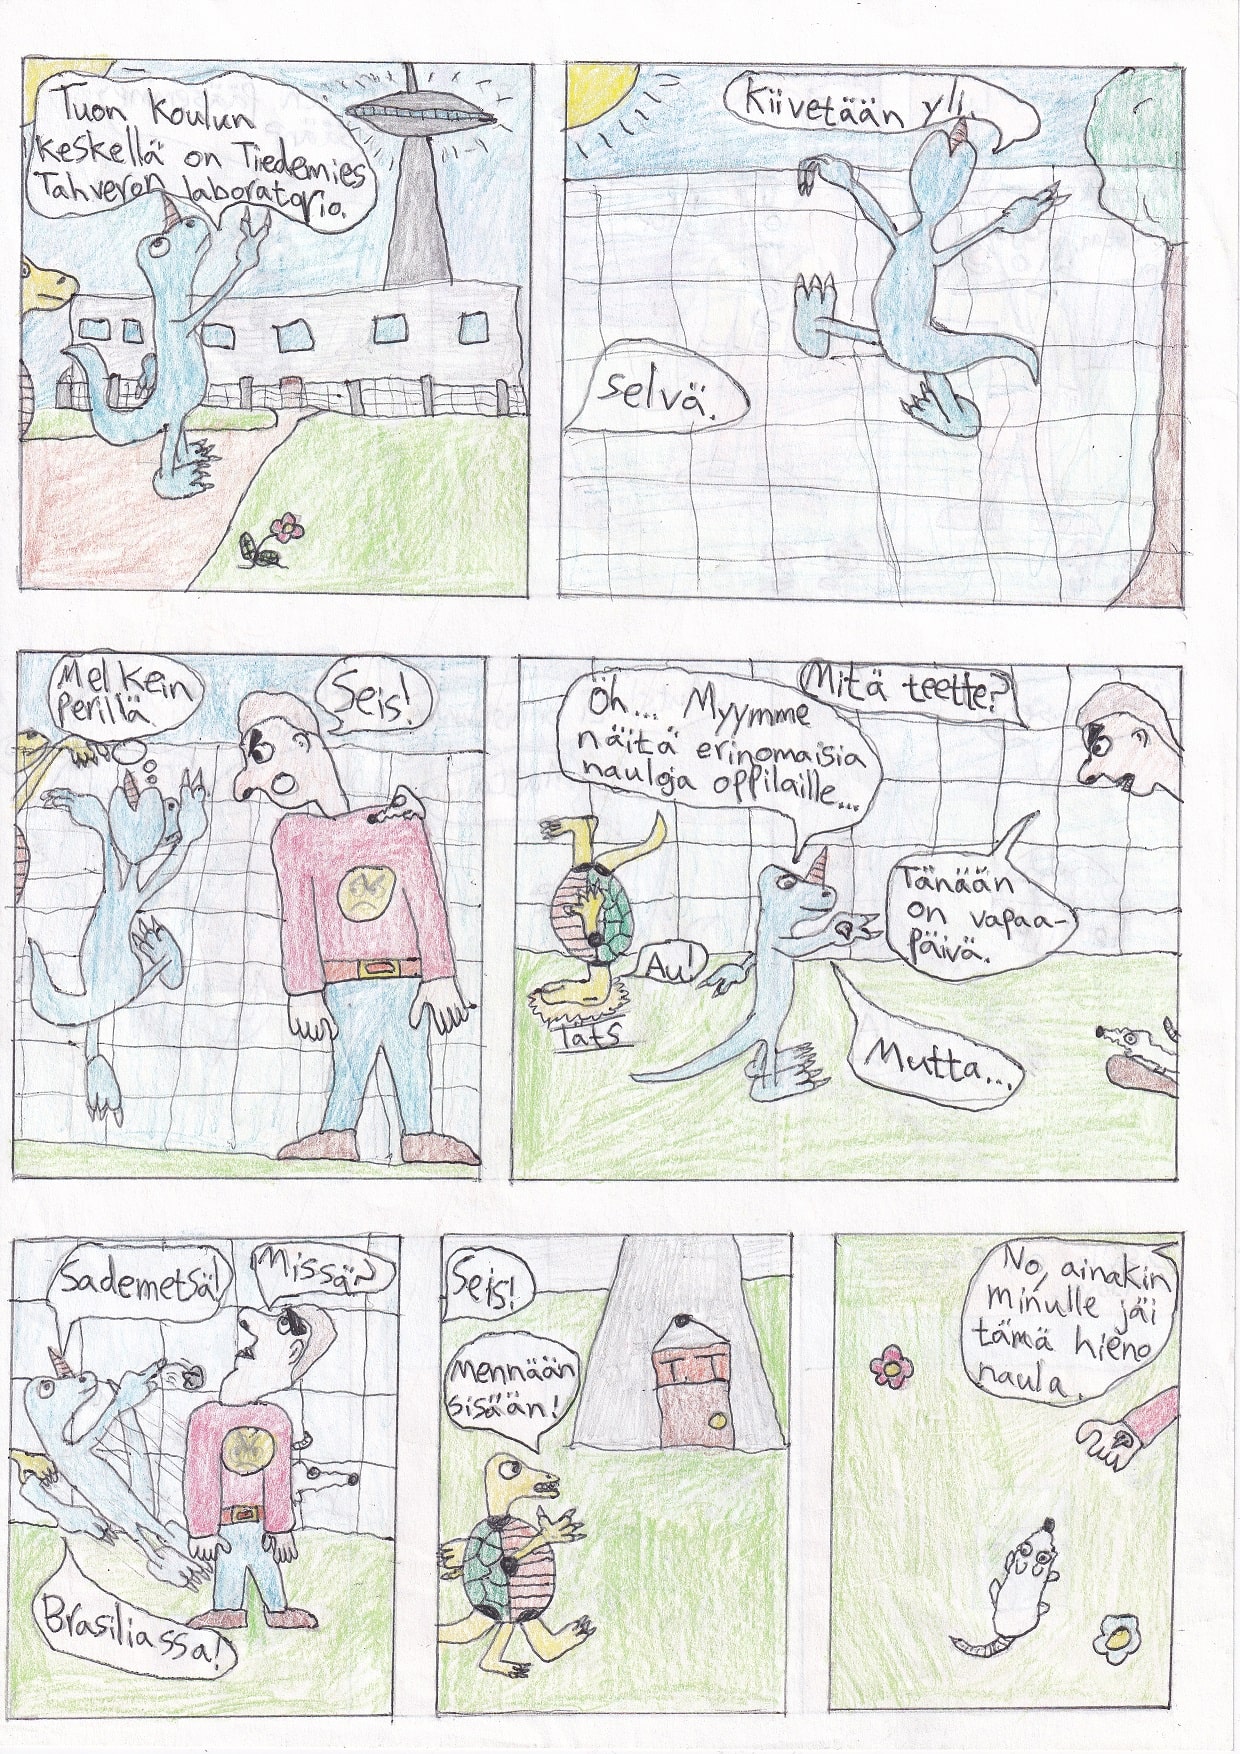 Tuon koulun
keskellä on Tiedemies
Tahveron laboratorio.
Kiivetään yli.
selvä.
Melkein
perillä
Seis!
Mitä teette?
Öh... Myymme
näitä erinomaisia
nauloja oppilaille...
Tänään
on vapaa-
päivä.
Au!
Täts
Mutta...
Sademetsä!
Missä?
Brasiliassa!
Seis!
Mennään
sisään!
No, ainakin
minulle jäi
tämä hieno
naula.